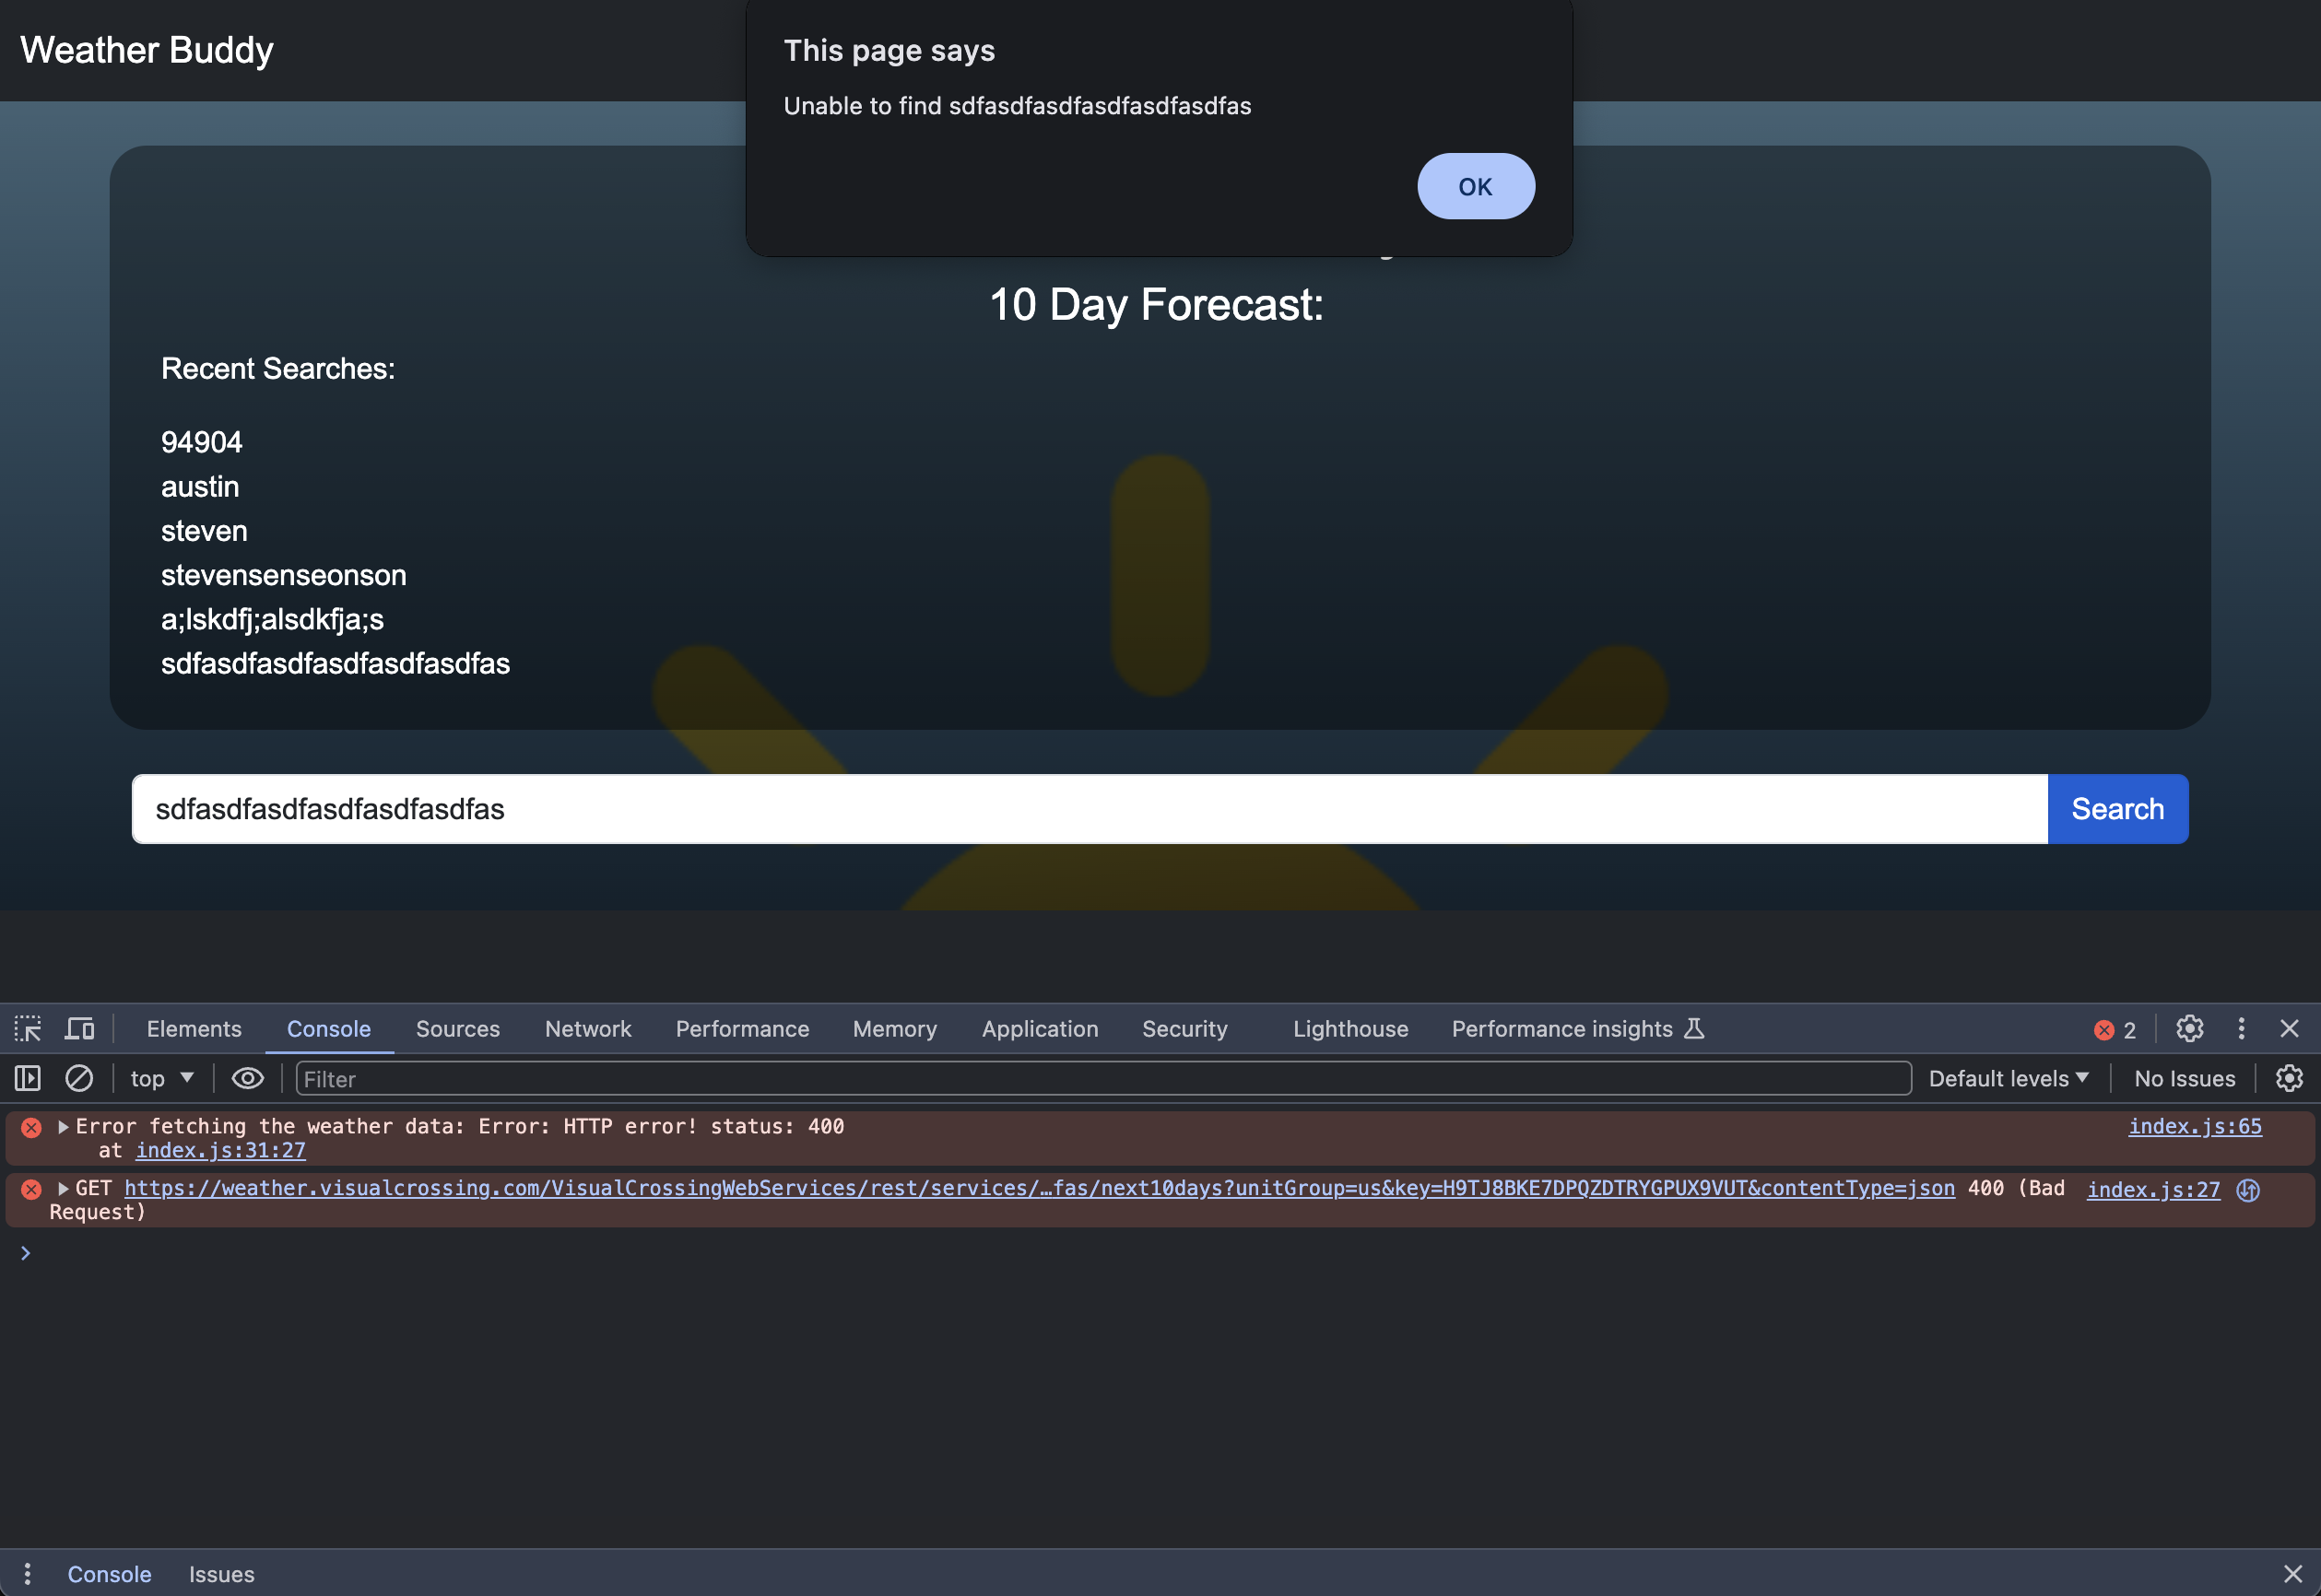 Weather Buddy
This page says
Unable to find sdfasdfasdfasdfasdfasdfas
OK
10 Day Forecast:
Recent Searches:
94904
austin
steven
stevensenseonson
a;lskdfj;alsdkfja;s
sdfasdfasdfasdfasdfasdfas
sdfasdfasdfasdfasdfasdfas
Search
Elements Console Sources Network Performance Memory Application Security Lighthouse Performance insights 2
top Filter Default levels No Issues
Error fetching the weather data: Error: HTTP error! status: 400 index.js:65
at index.js:31:27
GET https://weather.visualcrossing.com/VisualCrossingWebServices/rest/services/…fas/next10days?unitGroup=us&key=H9TJ8BKE7DPQZDTRYGPUX9VUT&contentType=json 400 (Bad index.js:27
Request)
Console Issues